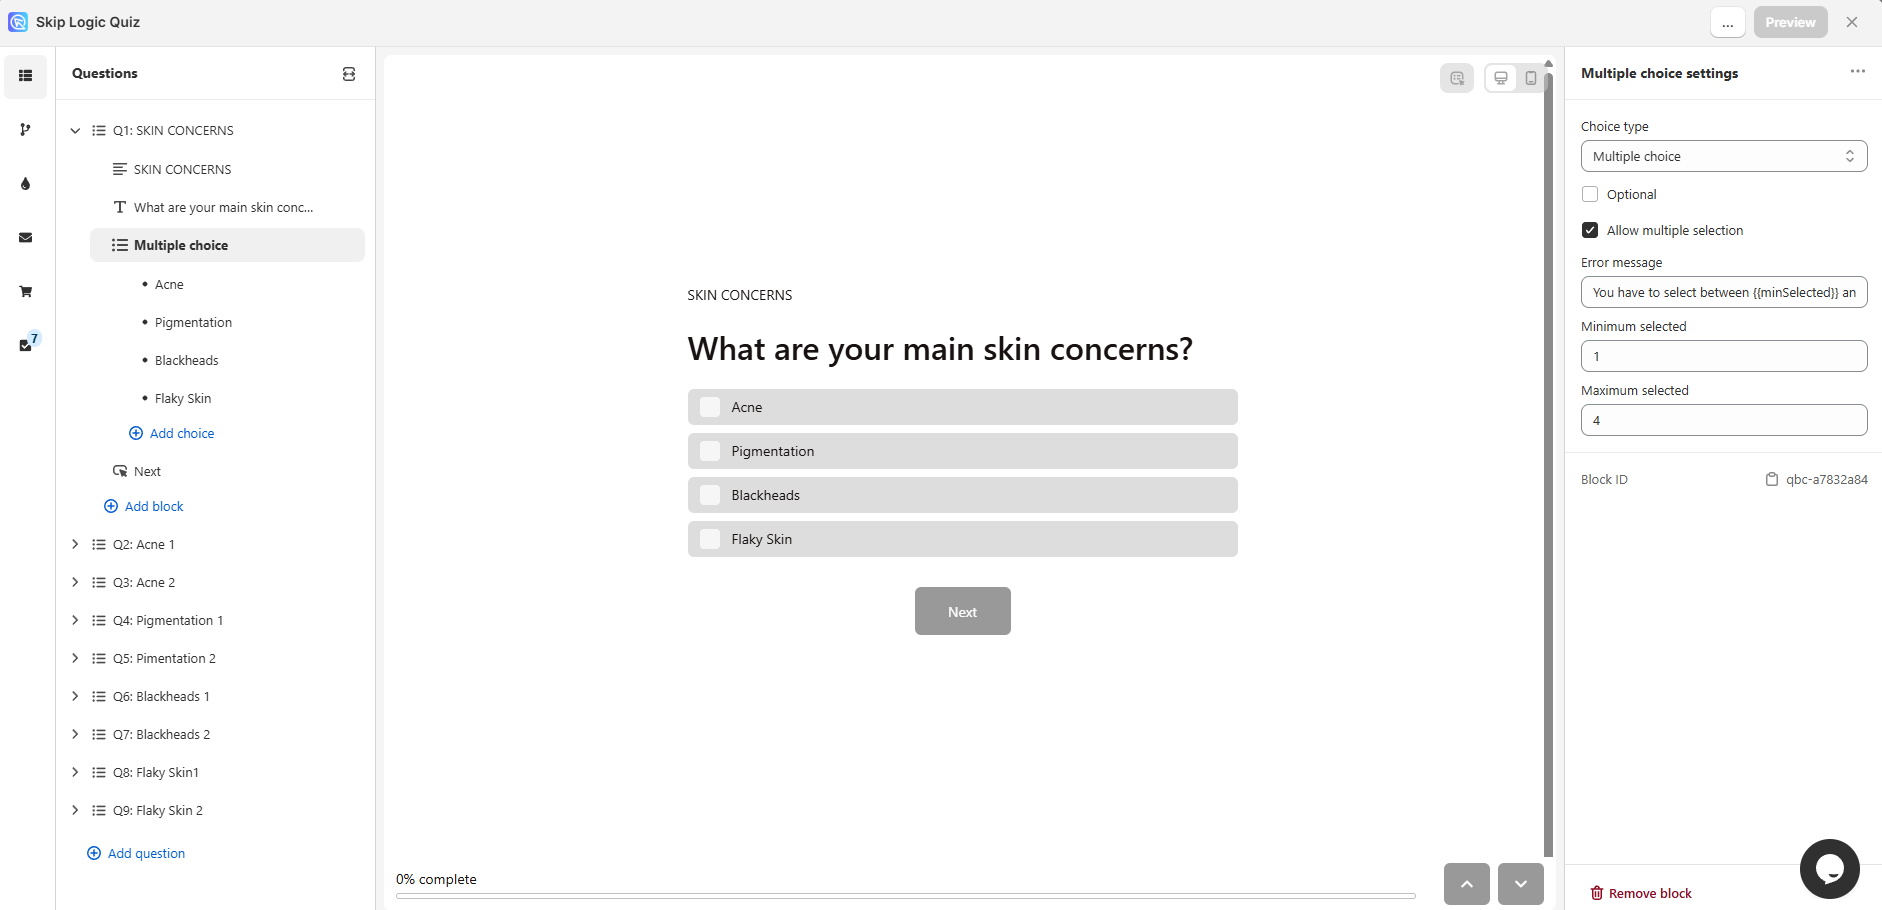 Skip Logic Quiz
...
Preview
Questions
Q1: SKIN CONCERNS
SKIN CONCERNS
What are your main skin conc...
Multiple choice
Acne
Pigmentation
Blackheads
Flaky Skin
Add choice
Next
Add block
Q2: Acne 1
Q3: Acne 2
Q4: Pigmentation 1
Q5: Pimentation 2
Q6: Blackheads 1
Q7: Blackheads 2
Q8: Flaky Skin1
Q9: Flaky Skin 2
Add question
7
SKIN CONCERNS
What are your main skin concerns?
Acne
Pigmentation
Blackheads
Flaky Skin
Next
0% complete
Multiple choice settings
Choice type
Multiple choice
Optional
Allow multiple selection
Error message
You have to select between {{minSelected}} an
Minimum selected
1
Maximum selected
4
Block ID
qbc-a7832a84
Remove block